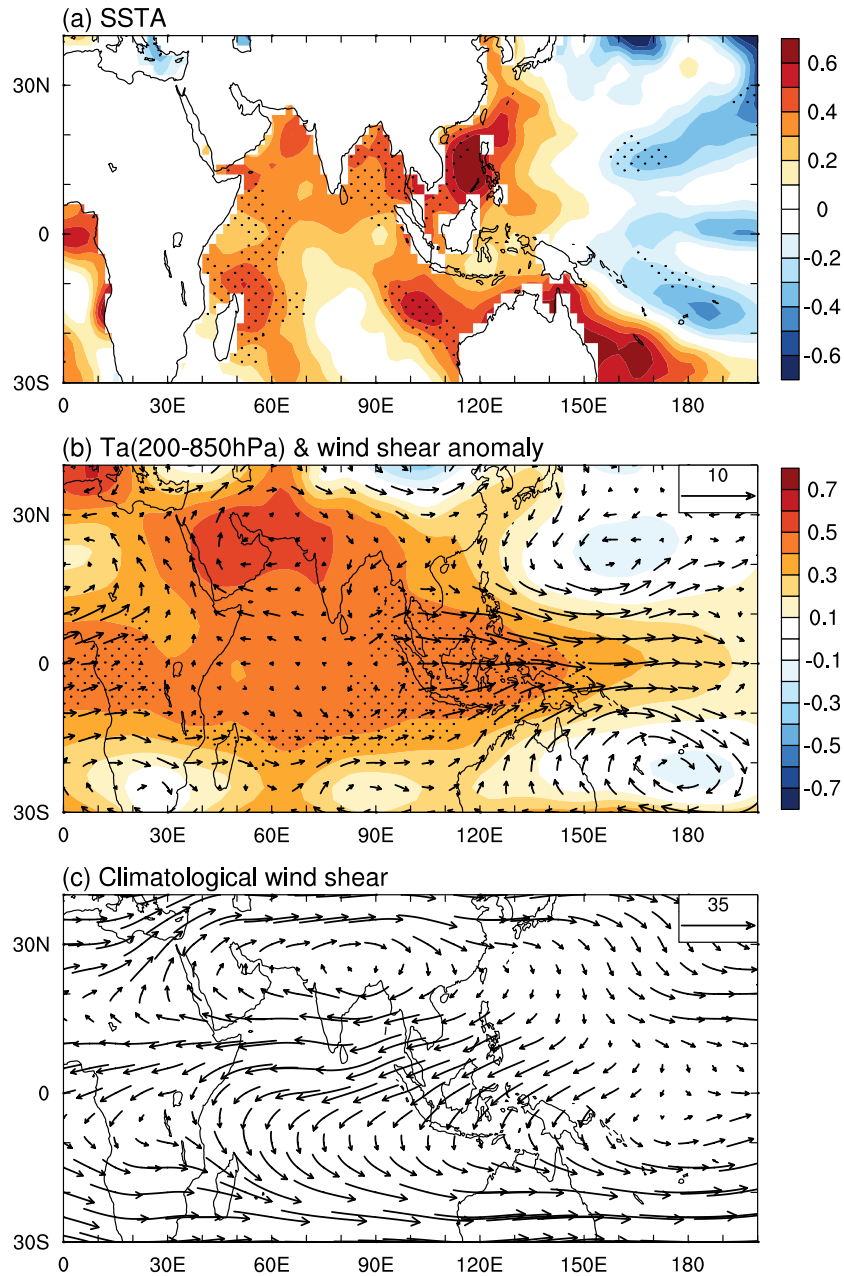 (a) SSTA
30N
0
30S
0 30E 60E 90E 120E 150E 180
0.6
0.4
0.2
0
-0.2
-0.4
-0.6
(b) Ta(200-850hPa) & wind shear anomaly
10
30N
0
30S
0 30E 60E 90E 120E 150E 180
0.7
0.5
0.3
0.1
-0.1
-0.3
-0.5
-0.7
(c) Climatological wind shear
35
30N
0
30S
0 30E 60E 90E 120E 150E 180